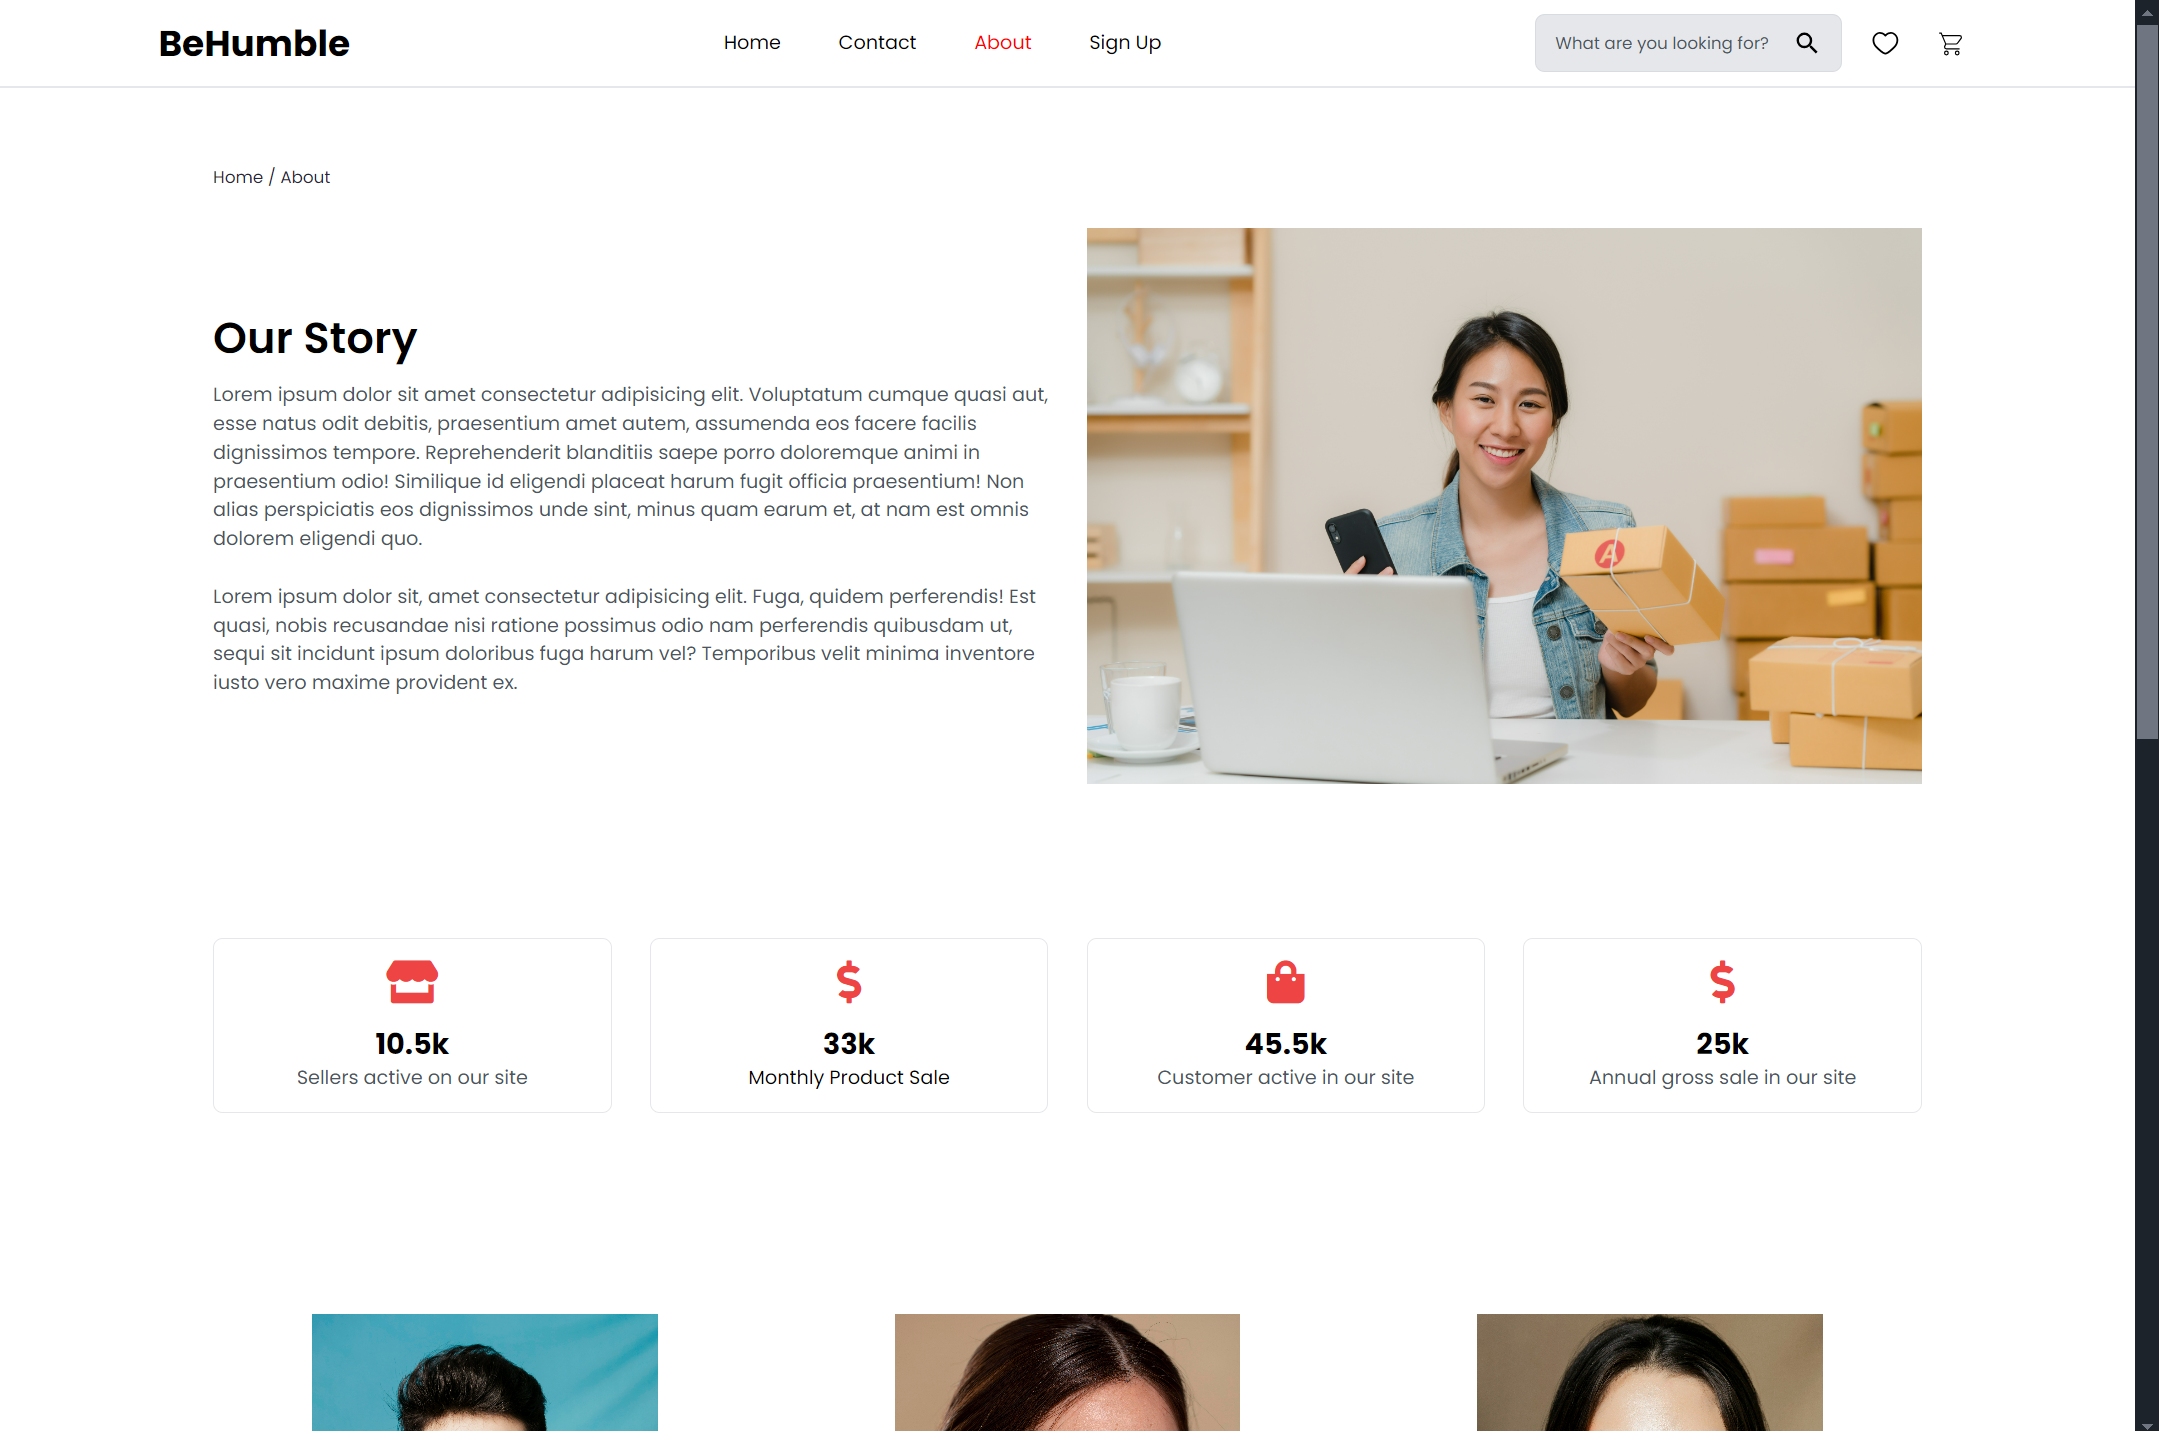 BeHumble
Home
Contact
About
Sign Up
What are you looking for?
Home / About
Our Story
Lorem ipsum dolor sit amet consectetur adipisicing elit. Voluptatum cumque quasi aut,
esse natus odit debitis, praesentium amet autem, assumenda eos facere facilis
dignissimos tempore. Reprehenderit blanditiis saepe porro doloremque animi in
praesentium odio! Similique id eligendi placeat harum fugit officia praesentium! Non
alias perspiciatis eos dignissimos unde sint, minus quam earum et, at nam est omnis
dolorem eligendi quo.
Lorem ipsum dolor sit, amet consectetur adipisicing elit. Fuga, quidem perferendis! Est
quasi, nobis recusandae nisi ratione possimus odio nam perferendis quibusdam ut,
sequi sit incidunt ipsum doloribus fuga harum vel? Temporibus velit minima inventore
iusto vero maxime provident ex.
A
10.5k
Sellers active on our site
33k
Monthly Product Sale
45.5k
Customer active in our site
25k
Annual gross sale in our site